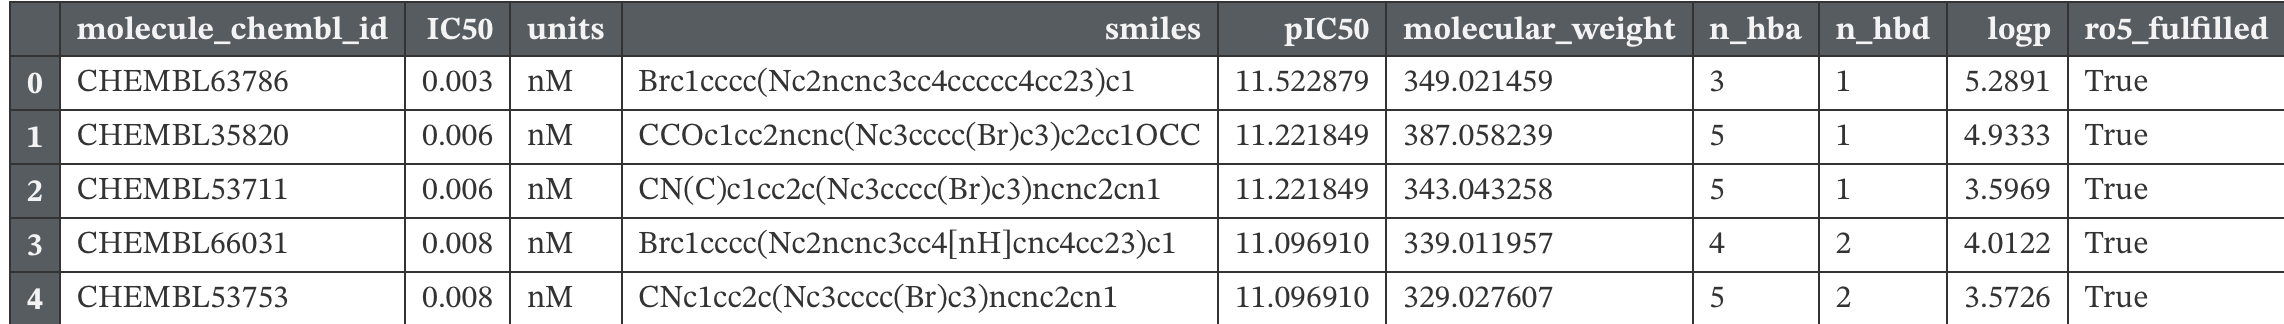 molecule_chembl_id IC50 units smiles pIC50 molecular_weight n_hba n_hbd logp ro5_fulfilled
0 CHEMBL63786 0.003 nM Brc1cccc(Nc2ncnc3cc4ccccc4cc23)c1 11.522879 349.021459 3 1 5.2891 True
1 CHEMBL35820 0.006 nM CCOc1cc2ncnc(Nc3cccc(Br)c3)c2cc1OCC 11.221849 387.058239 5 1 4.9333 True
2 CHEMBL53711 0.006 nM CN(C)c1cc2c(Nc3cccc(Br)c3)ncnc2cn1 11.221849 343.043258 5 1 3.5969 True
3 CHEMBL66031 0.008 nM Brc1cccc(Nc2ncnc3cc4[nH]cnc4cc23)c1 11.096910 339.011957 4 2 4.0122 True
4 CHEMBL53753 0.008 nM CNc1cc2c(Nc3cccc(Br)c3)ncnc2cn1 11.096910 329.027607 5 2 3.5726 True